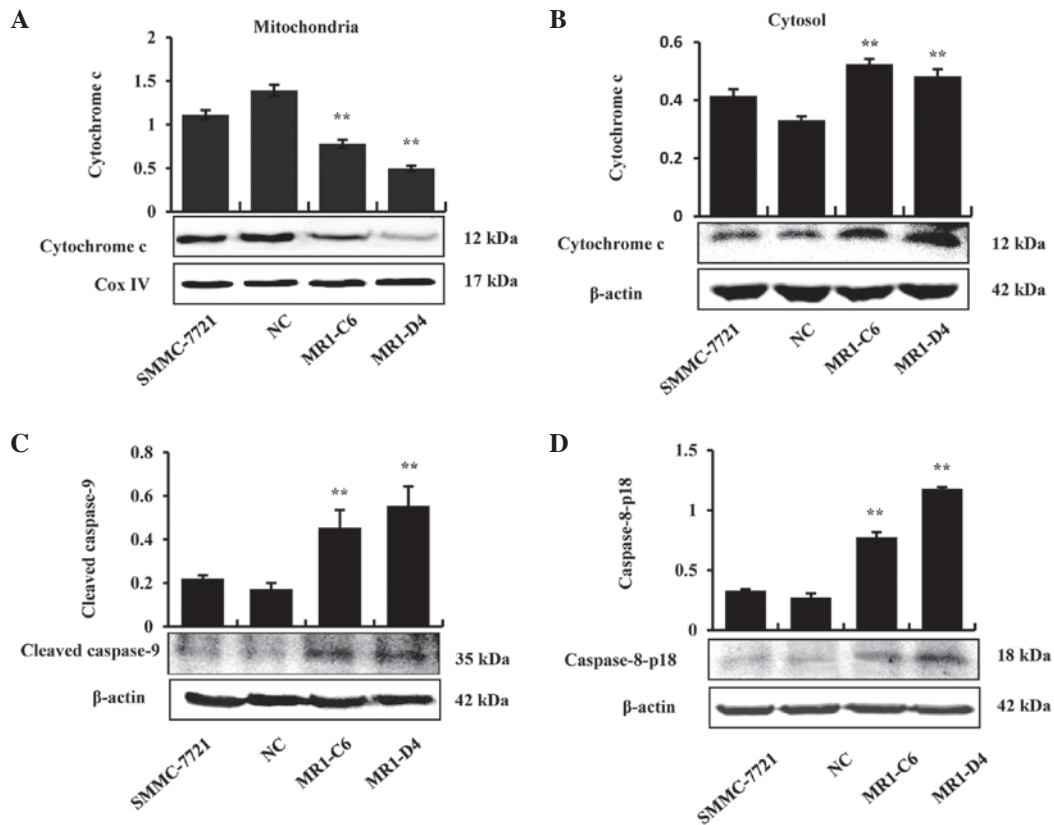 A
Mitochondria
Cytochrome c
2
1.5
1
0.5
0
**
**
Cytochrome c
12 kDa
Cox IV
17 kDa
SMMC-7721
NC
MR1-C6
MR1-D4
B
Cytosol
Cytochrome c
0.6
0.4
0.2
0
**
**
Cytochrome c
12 kDa
β-actin
42 kDa
SMMC-7721
NC
MR1-C6
MR1-D4
C
Cleaved caspase-9
0.8
0.6
0.4
0.2
0
**
**
Cleaved caspase-9
35 kDa
β-actin
42 kDa
SMMC-7721
NC
MR1-C6
MR1-D4
D
Caspase-8-p18
1.5
1
0.5
0
**
**
Caspase-8-p18
18 kDa
β-actin
42 kDa
SMMC-7721
NC
MR1-C6
MR1-D4